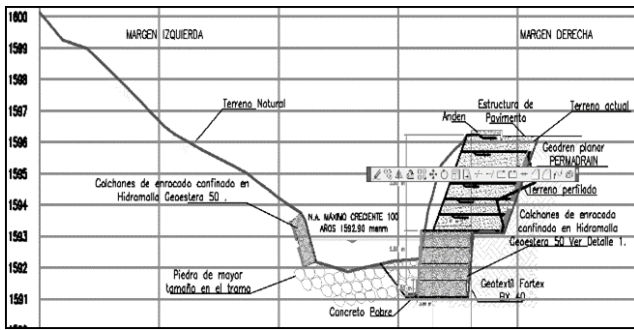 1600
MARGEN IZQUIERDA
MARGEN DERECHA
1599
1598
Estructura de
Pavimento
Terreno actual
1597
Terreno Natural
Anden
1596
Geodren planar
PERMADRAIN
1595
Colchones de enrocado confinado en
Hidramalla Geoestera 50 .
Terreno perfilado
1594
N.A. MÁXIMO CRECIENTE 100
AÑOS 1592.90 msnm
Colchones de enrocado
confinado en Hidramalla
Geoestera 50 Ver Detalle 1.
1593
1592
Piedra de mayor
tamaño en el tramo
Geotextil Fortex
BX 40
1591
Concreto Pobre